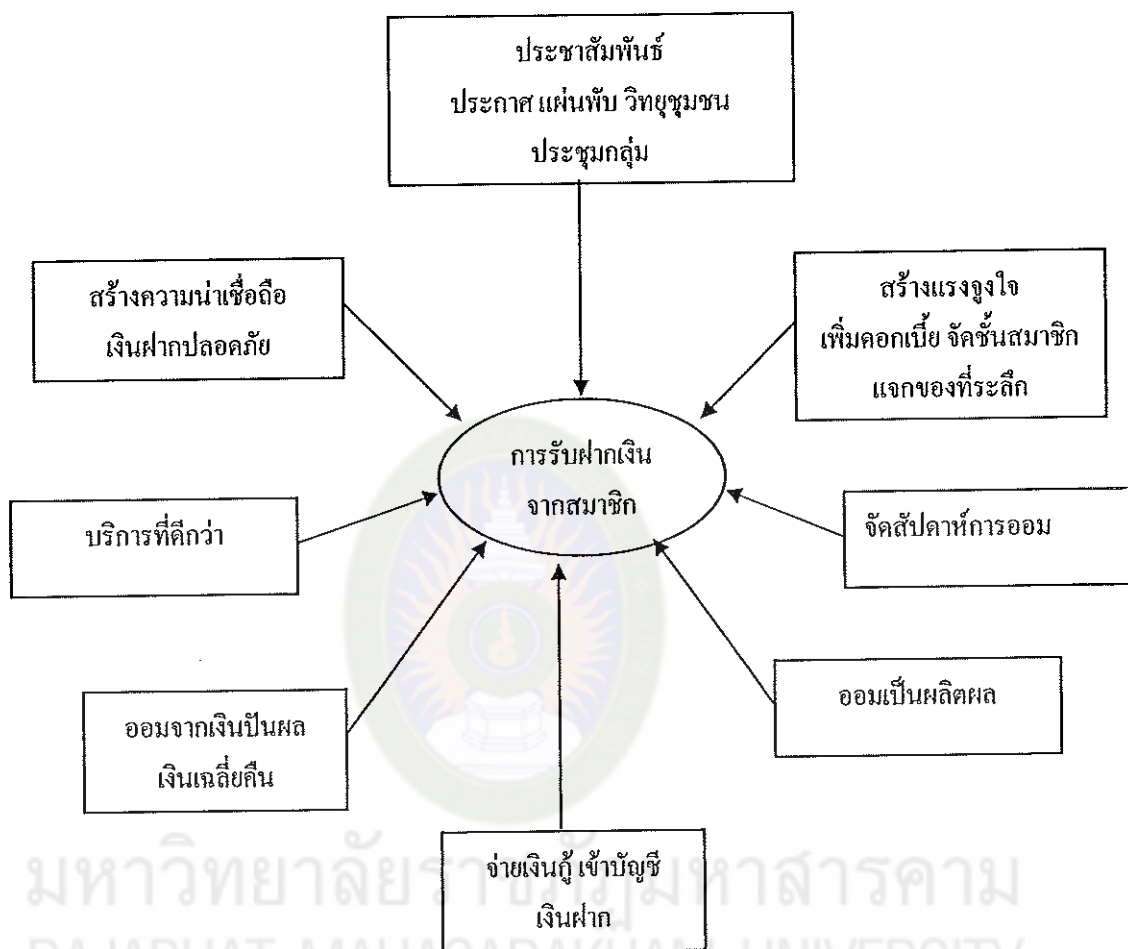 ประชาสัมพันธ์
ประกาศ แผ่นพับ วิทยุชุมชน
ประชุมกลุ่ม
สร้างความน่าเชื่อถือ
เงินฝากปลอดภัย
สร้างแรงจูงใจ
เพิ่มดอกเบี้ย จัดชั้นสมาชิก
แจกของที่ระลึก
การรับฝากเงิน
จากสมาชิก
บริการที่ดีกว่า
จัดสัปดาห์การออม
ออมจากเงินปันผล
เงินเฉลี่ยคืน
ออมเป็นผลิตผล
จ่ายเงินกู้ เข้าบัญชี
เงินฝาก
มหาวิทยาลัยราชภัฏมหาสารคาม
RAJABHAT MAHASARAKHAM UNIVERSITY